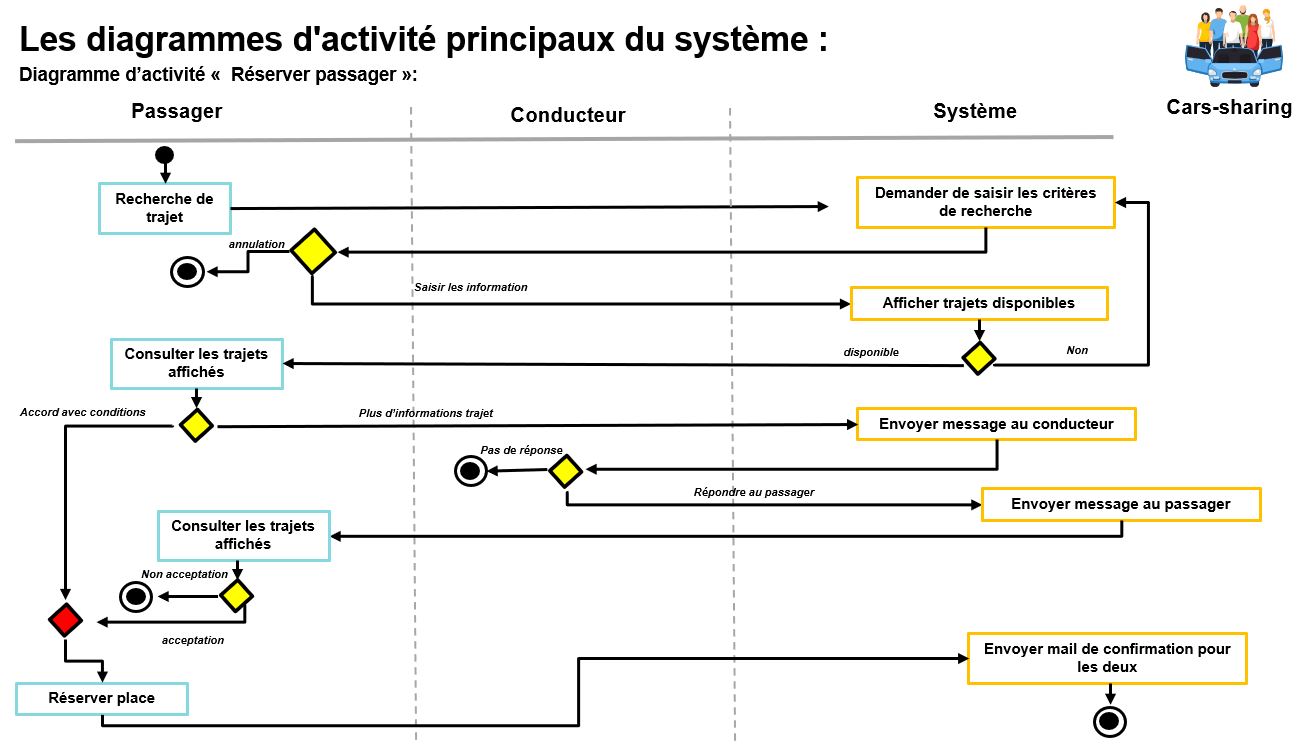 Les diagrammes d'activité principaux du système :
Diagramme d’activité «  Réserver passager »:
Cars-sharing
Passager
Conducteur
Système
Recherche de
trajet
Demander de saisir les critères
de recherche
annulation
Saisir les information
Afficher trajets disponibles
Consulter les trajets
affichés
disponible
Non
Accord avec conditions
Plus d’informations trajet
Envoyer message au conducteur
Pas de réponse
Répondre au passager
Envoyer message au passager
Consulter les trajets
affichés
Non acceptation
acceptation
Envoyer mail de confirmation pour
les deux
Réserver place